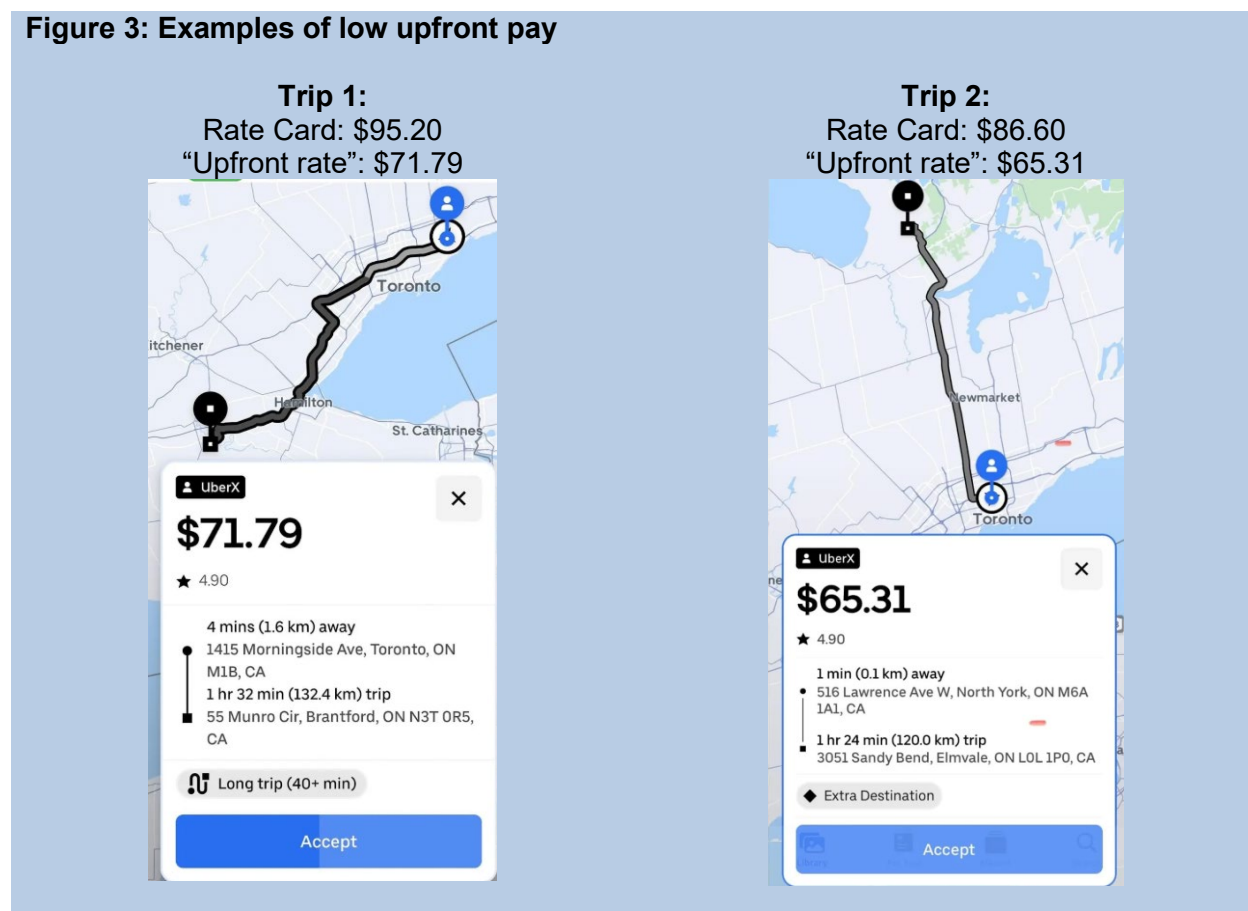 Figure 3: Examples of low upfront pay
Trip 1:
Rate Card: $95.20
“Upfront rate”: $71.79
Toronto
itchener
Hamilton
St. Catharines
UberX
$71.79
4.90
4 mins (1.6 km) away
1415 Morningside Ave, Toronto, ON
M1B, CA
1 hr 32 min (132.4 km) trip
55 Munro Cir, Brantford, ON N3T 0R5,
CA
Long trip (40+ min)
Accept
Trip 2:
Rate Card: $86.60
“Upfront rate”: $65.31
Newmarket
Toronto
UberX
$65.31
4.90
1 min (0.1 km) away
516 Lawrence Ave W, North York, ON M6A
1A1, CA
1 hr 24 min (120.0 km) trip
3051 Sandy Bend, Elmvale, ON L0L 1P0, CA
Extra Destination
Accept
Library